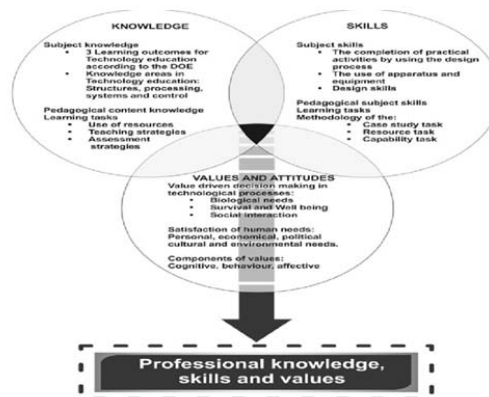 KNOWLEDGE
Subject knowledge
• 3 Learning outcomes for
Technology education
according to the DOE
• Knowledge areas in
Technology education:
Structures, processing,
systems and control
Pedagogical content knowledge
Learning tasks
• Use of resources
• Teaching strategies
• Assessment
strategies
SKILLS
Subject skills
• The completion of practical
activities by using the design
process
• The use of apparatus and
equipment
• Design skills
Pedagogical subject skills
Learning tasks
Methodology of the:
• Case study task
• Resource task
• Capability task
VALUES AND ATTITUDES
Value driven decision making in
technological processes:
• Biological needs
• Survival and Well being
• Social interaction
Satisfaction of human needs:
Personal, economical, political
cultural and environmental needs.
Components of values:
Cognitive, behaviour, affective
Professional knowledge,
skills and values